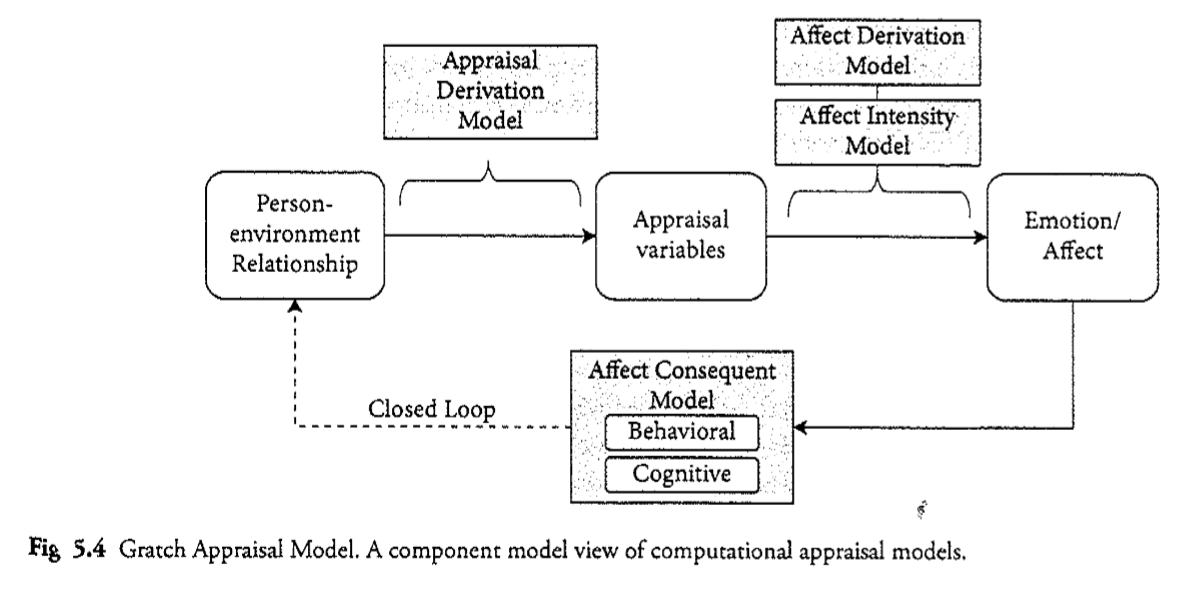 Affect Derivation
Model
Appraisal
Derivation
Model
Affect Intensity
Model
Person-
environment
Relationship
Appraisal
variables
Emotion/
Affect
Affect Consequent
Model
Behavioral
Cognitive
Closed Loop
Fig 5.4 Gratch Appraisal Model. A component model view of computational appraisal models.